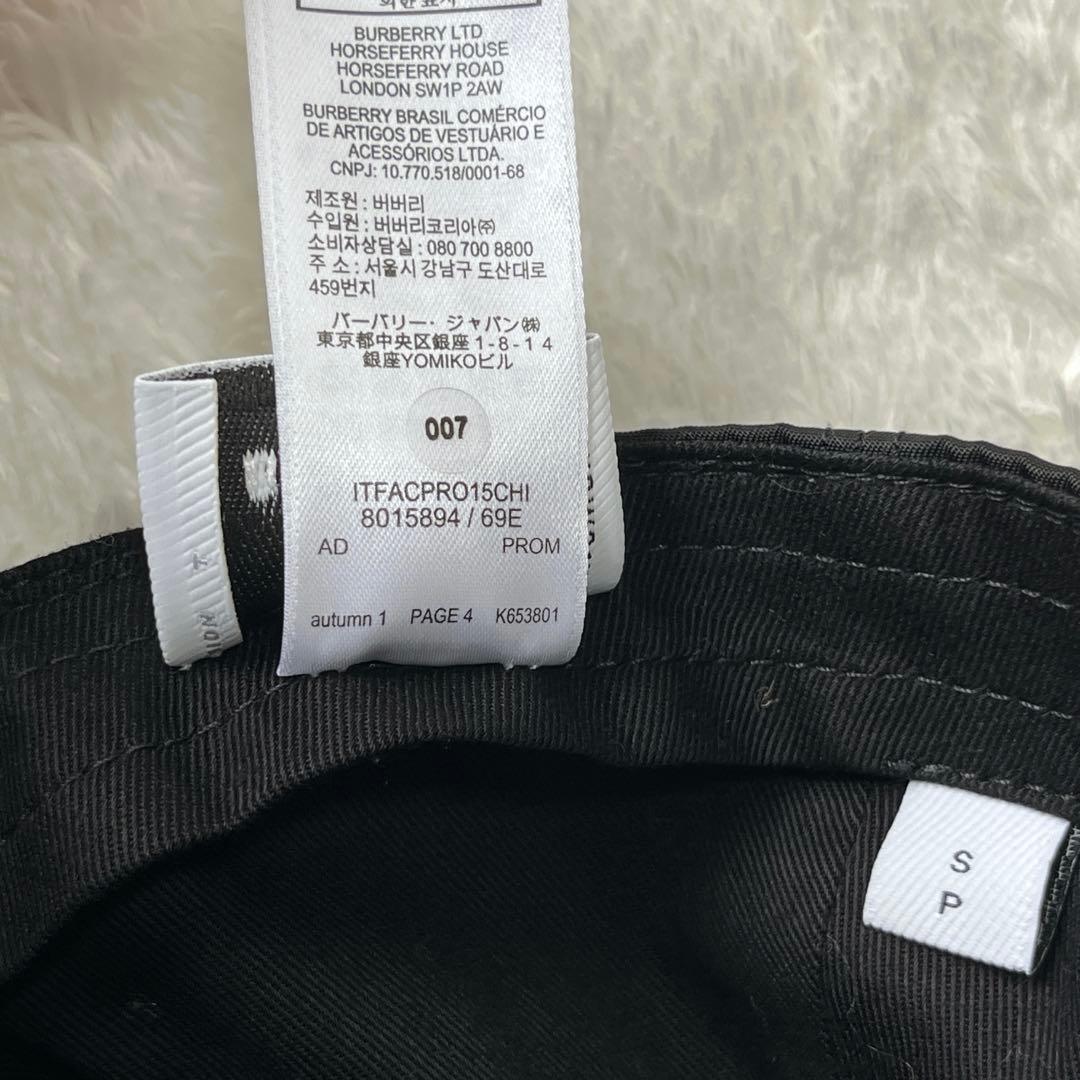 BURBERRY LTD
HORSEFERRY HOUSE
HORSEFERRY ROAD
LONDON SW1P 2AW
BURBERRY BRASIL COMÉRCIO
DE ARTIGOS DE VESTUÁRIO E
ACESSÓRIOS LTDA.
CNPJ: 10.770.518/0001-68
제조원 : 버버리
수입원 : 버버리코리아㈜
소비자상담실 : 080 700 8800
주 소 : 서울시 강남구 도산대로
459번지
バーバリー・ジャパン㈱
東京都中央区銀座1-8-14
銀座YOMIKOビル
007
ITFACPRO15CHI
8015894 / 69E
AD PROM
autumn 1 PAGE 4 K653801
S
P